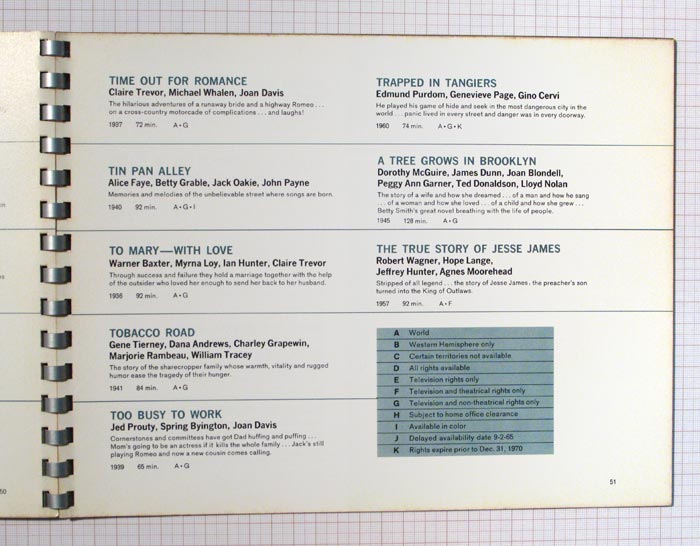 TIME OUT FOR ROMANCE
Claire Trevor, Michael Whalen, Joan Davis
The hilarious adventures of a runaway bride and a highway Romeo ...
on a cross-country motorcade of complications ... and laughs!
1937 72 min. A • G
TIN PAN ALLEY
Alice Faye, Betty Grable, Jack Oakie, John Payne
Memories and melodies of the unbelievable street where songs are born.
1940 92 min. A • G • I
TO MARY—WITH LOVE
Warner Baxter, Myrna Loy, Ian Hunter, Claire Trevor
Through success and failure they hold a marriage together with the help
of the outsider who loved her enough to send her back to her husband.
1936 92 min. A • G
TOBACCO ROAD
Gene Tierney, Dana Andrews, Charley Grapewin,
Marjorie Rambeau, William Tracey
The story of the sharecropper family whose warmth, vitality and rugged
humor ease the tragedy of their hunger.
1941 84 min. A • G
TOO BUSY TO WORK
Jed Prouty, Spring Byington, Joan Davis
Cornerstones and committees have got Dad huffing and puffing ...
Mom's going to be an actress if it kills the whole family ... Jack's still
playing Romeo and now a new cousin comes calling.
1939 65 min. A • G
TRAPPED IN TANGIERS
Edmund Purdom, Genevieve Page, Gino Cervi
He played his game of hide and seek in the most dangerous city in the
world ... panic lived in every street and danger was in every doorway.
1960 74 min. A • G • K
A TREE GROWS IN BROOKLYN
Dorothy McGuire, James Dunn, Joan Blondell,
Peggy Ann Garner, Ted Donaldson, Lloyd Nolan
The story of a wife and how she dreamed ... of a man and how he sang
... of a woman and how she loved ... of a child and how she grew ...
Betty Smith's great novel breathing with the life of people.
1945 128 min. A • G
THE TRUE STORY OF JESSE JAMES
Robert Wagner, Hope Lange,
Jeffrey Hunter, Agnes Moorehead
Stripped of all legend ... the story of Jesse James, the preacher's son
turned into the King of Outlaws.
1957 92 min. A • F
A World
B Western Hemisphere only
C Certain territories not available
D All rights available
E Television rights only
F Television and theatrical rights only
G Television and non-theatrical rights only
H Subject to home office clearance
I Available in color
J Delayed availability date 9-2-65
K Rights expire prior to Dec. 31, 1970
51